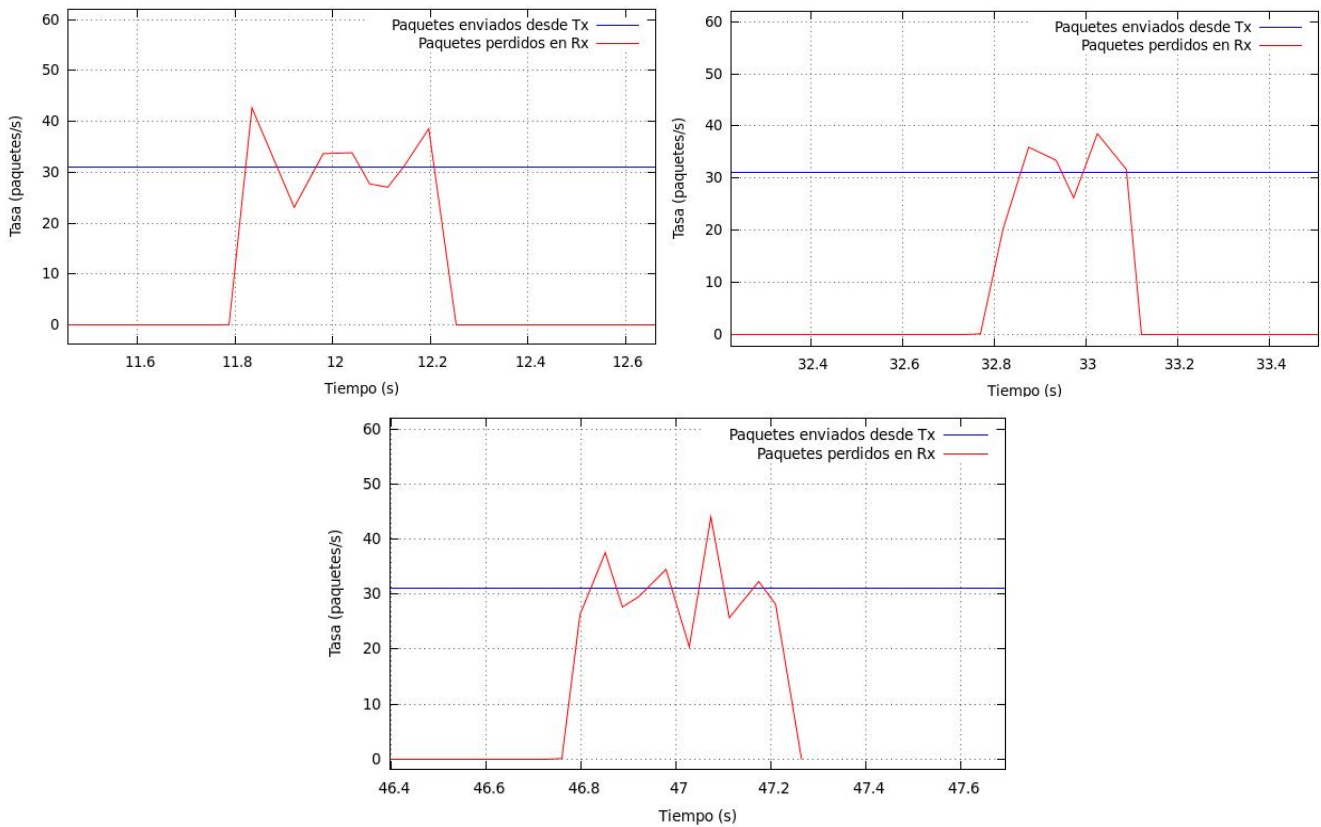 60
50
40
30
20
10
0
Tasa (paquetes/s)
Paquetes enviados desde Tx
Paquetes perdidos en Rx
11.6 11.8 12 12.2 12.4 12.6
Tiempo (s)
60
50
40
30
20
10
0
Tasa (paquetes/s)
Paquetes enviados desde Tx
Paquetes perdidos en Rx
32.4 32.6 32.8 33 33.2 33.4
Tiempo (s)
60
50
40
30
20
10
0
Tasa (paquetes/s)
Paquetes enviados desde Tx
Paquetes perdidos en Rx
46.4 46.6 46.8 47 47.2 47.4 47.6
Tiempo (s)